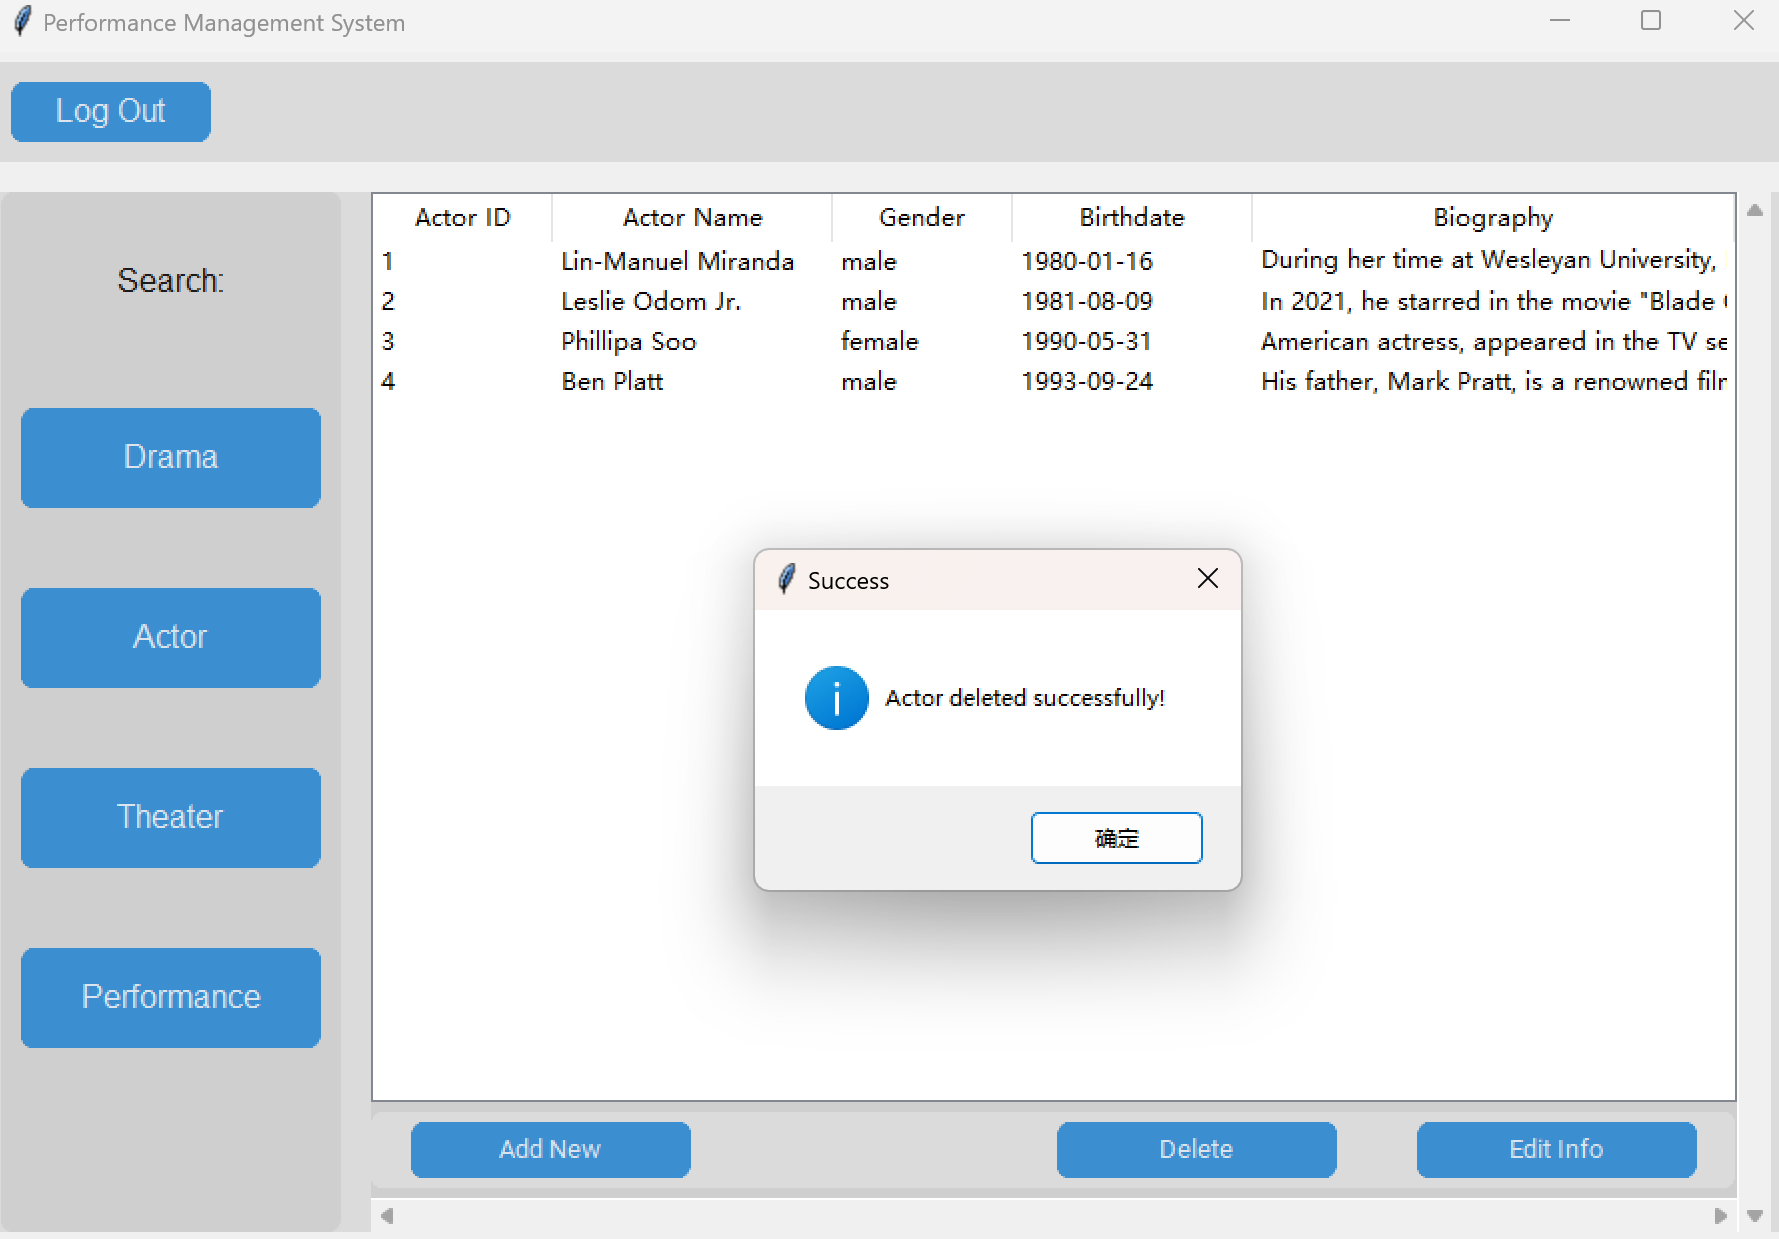 Performance Management System
Log Out
Search:
Drama
Actor
Theater
Performance
Actor ID Actor Name Gender Birthdate Biography
1 Lin-Manuel Miranda male 1980-01-16 During her time at Wesleyan University,
2 Leslie Odom Jr. male 1981-08-09 In 2021, he starred in the movie "Blade
3 Phillipa Soo female 1990-05-31 American actress, appeared in the TV se
4 Ben Platt male 1993-09-24 His father, Mark Pratt, is a renowned film
Success
Actor deleted successfully!
确定
Add New Delete Edit Info